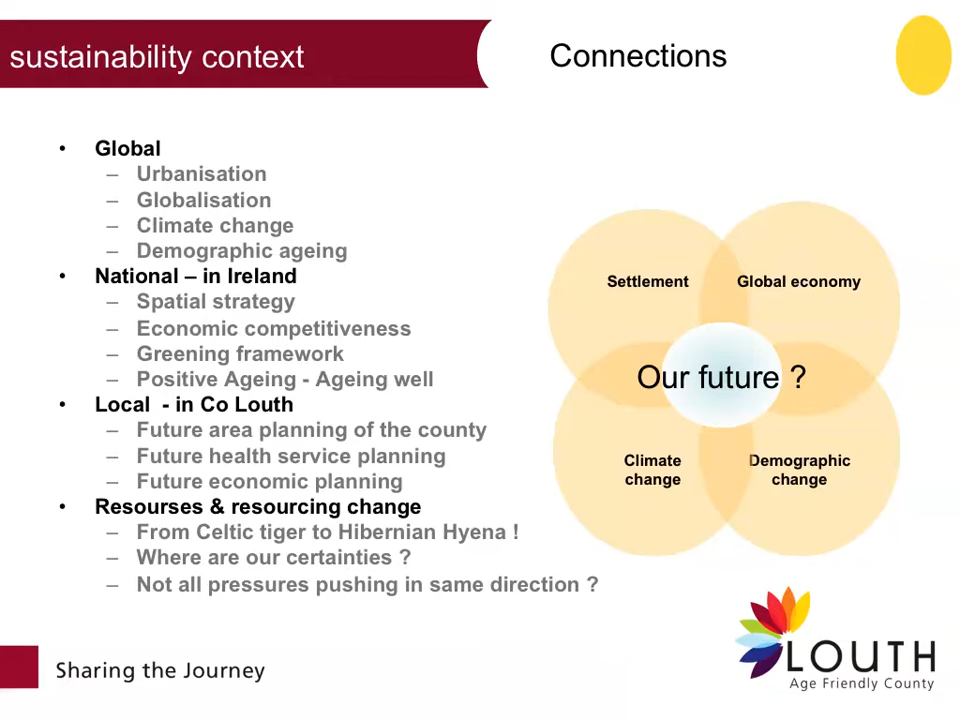 sustainability context
Connections
• Global
– Urbanisation
– Globalisation
– Climate change
– Demographic ageing
• National – in Ireland
– Spatial strategy
– Economic competitiveness
– Greening framework
– Positive Ageing - Ageing well
• Local - in Co Louth
– Future area planning of the county
– Future health service planning
– Future economic planning
• Resourses & resourcing change
– From Celtic tiger to Hibernian Hyena !
– Where are our certainties ?
– Not all pressures pushing in same direction ?
Settlement
Global economy
Our future ?
Climate
change
Demographic
change
Sharing the Journey
LOUTH
Age Friendly County